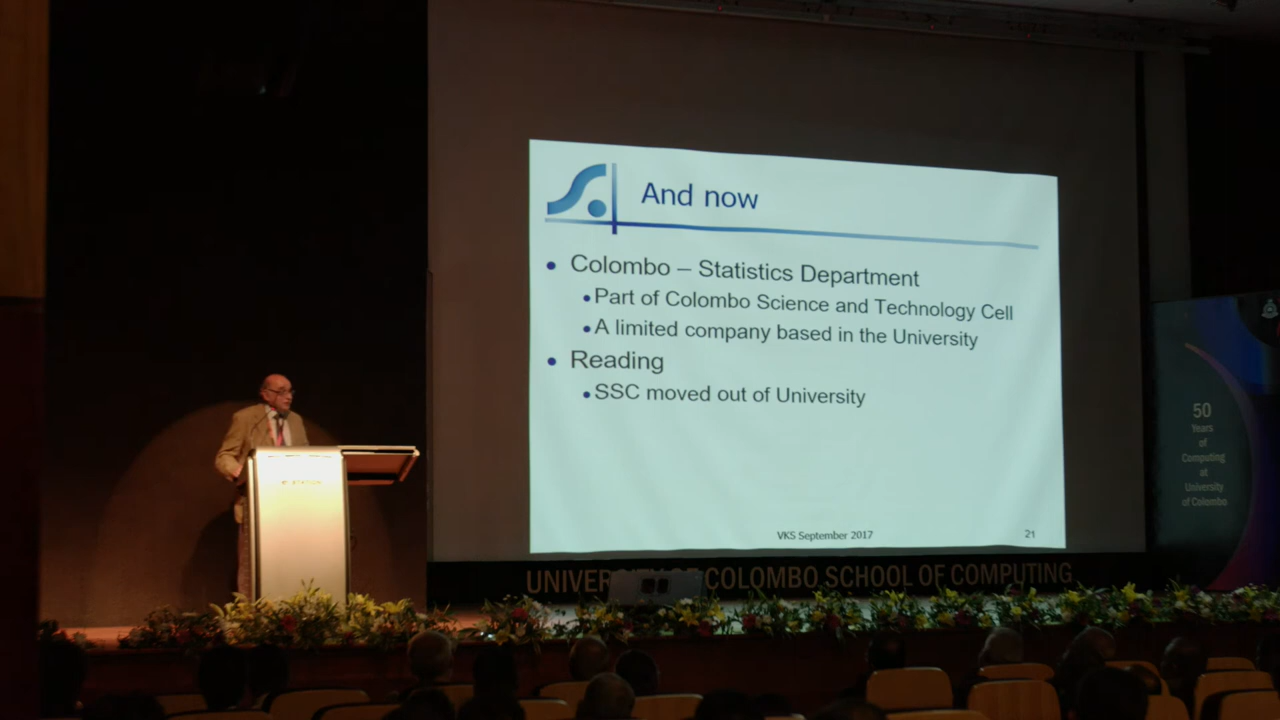 And now
• Colombo – Statistics Department
• Part of Colombo Science and Technology Cell
• A limited company based in the University
• Reading
• SSC moved out of University
VKS September 2017
21
50
Years
of
Computing
at
University
of Colombo
COLOMBO SCHOOL OF COMPUTING